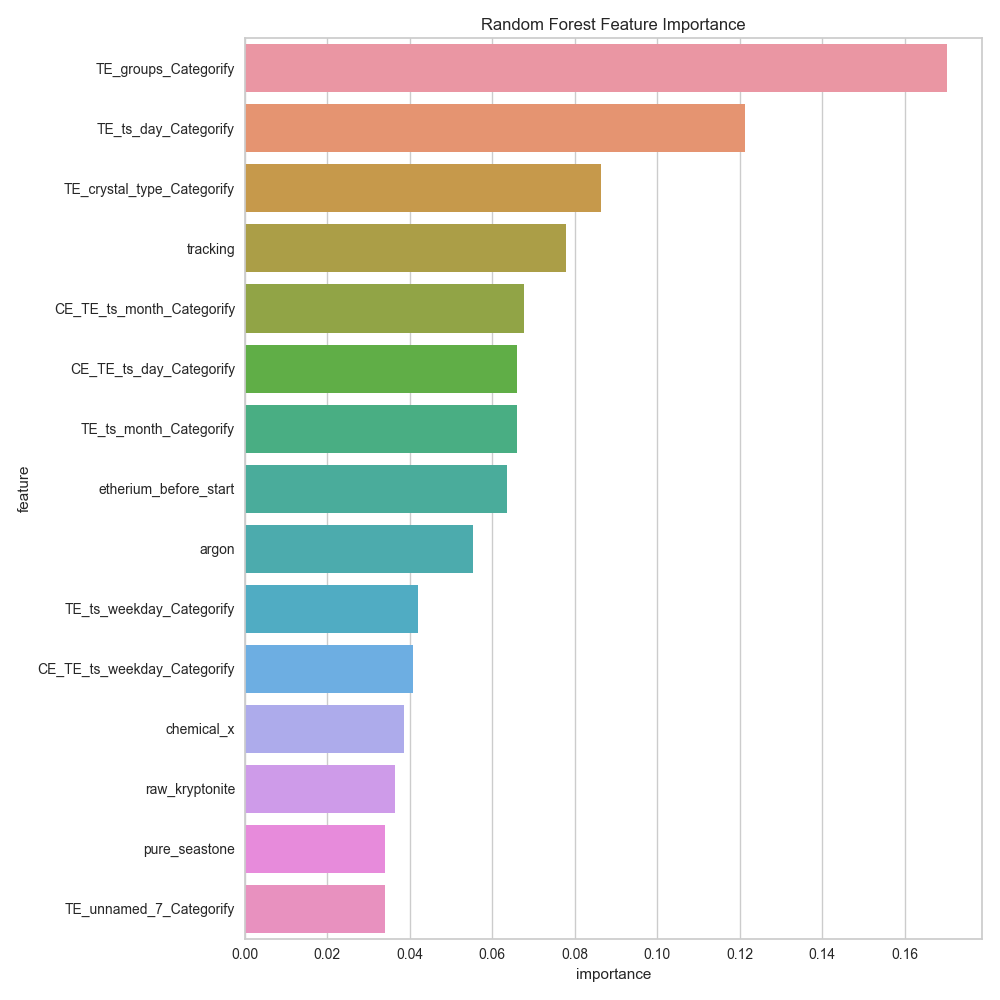 Random Forest Feature Importance
TE_groups_Categorify
TE_ts_day_Categorify
TE_crystal_type_Categorify
tracking
CE_TE_ts_month_Categorify
CE_TE_ts_day_Categorify
TE_ts_month_Categorify
etherium_before_start
argon
TE_ts_weekday_Categorify
CE_TE_ts_weekday_Categorify
chemical_x
raw_kryptonite
pure_seastone
TE_unnamed_7_Categorify
feature
0.00 0.02 0.04 0.06 0.08 0.10 0.12 0.14 0.16
importance